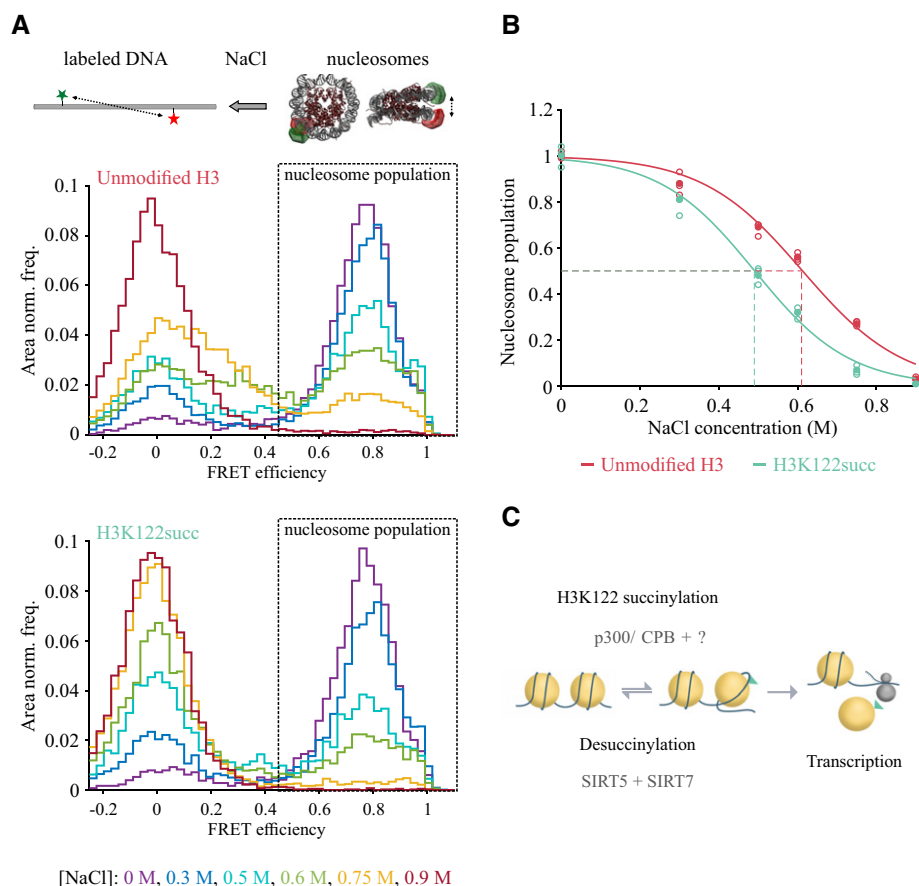 A
labeled DNA NaCl nucleosomes
Unmodified H3
nucleosome population
0.1
0.08
0.06
0.04
0.02
0
Area norm. freq.
-0.2 0 0.2 0.4 0.6 0.8 1
FRET efficiency
H3K122succ
nucleosome population
0.1
0.08
0.06
0.04
0.02
0
Area norm. freq.
-0.2 0 0.2 0.4 0.6 0.8 1
FRET efficiency
[NaCl]: 0 M, 0.3 M, 0.5 M, 0.6 M, 0.75 M, 0.9 M
B
1.2
1
0.8
0.6
0.4
0.2
0
Nucleosome population
0 0.2 0.4 0.6 0.8
NaCl concentration (M)
Unmodified H3 H3K122succ
C
H3K122 succinylation
p300/ CPB + ?
Desuccinylation
SIRT5 + SIRT7
Transcription